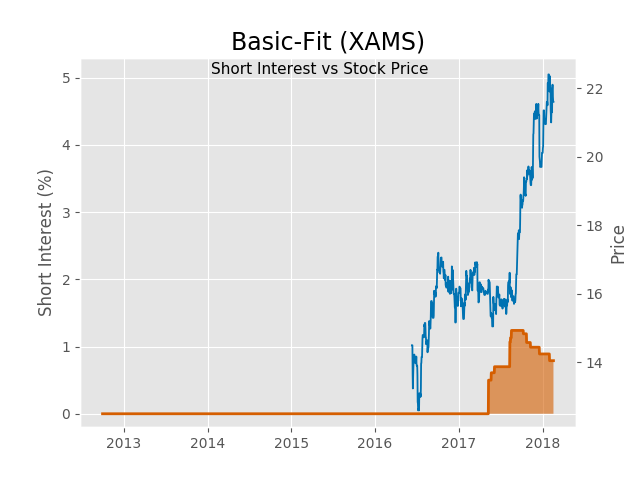 Basic-Fit (XAMS)
Short Interest vs Stock Price
Short Interest (%)
5
4
3
2
1
0
22
20
18
16
14
Price
2013 2014 2015 2016 2017 2018